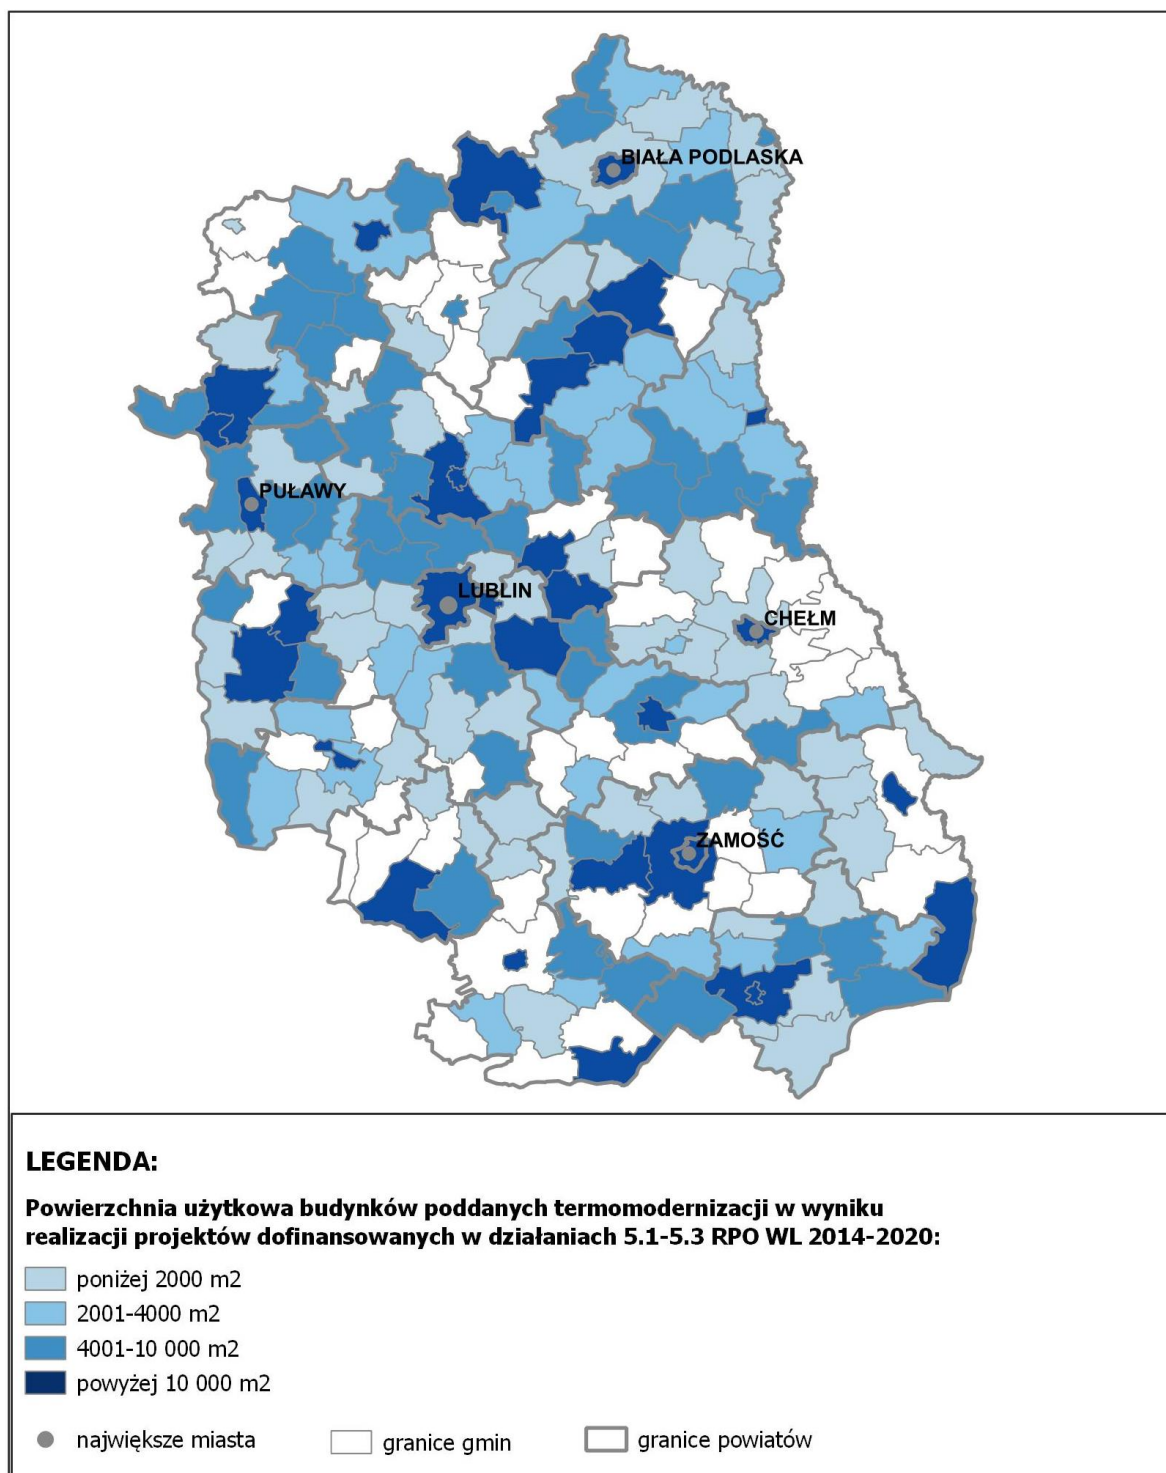 BIAŁA PODLASKA
PUŁAWY
LUBLIN
CHEŁM
ZAMOŚĆ
LEGENDA:
Powierzchnia użytkowa budynków poddanych termomodernizacji w wyniku
realizacji projektów dofinansowanych w działaniach 5.1-5.3 RPO WL 2014-2020:
poniżej 2000 m2
2001-4000 m2
4001-10 000 m2
powyżej 10 000 m2
największe miasta granice gmin granice powiatów